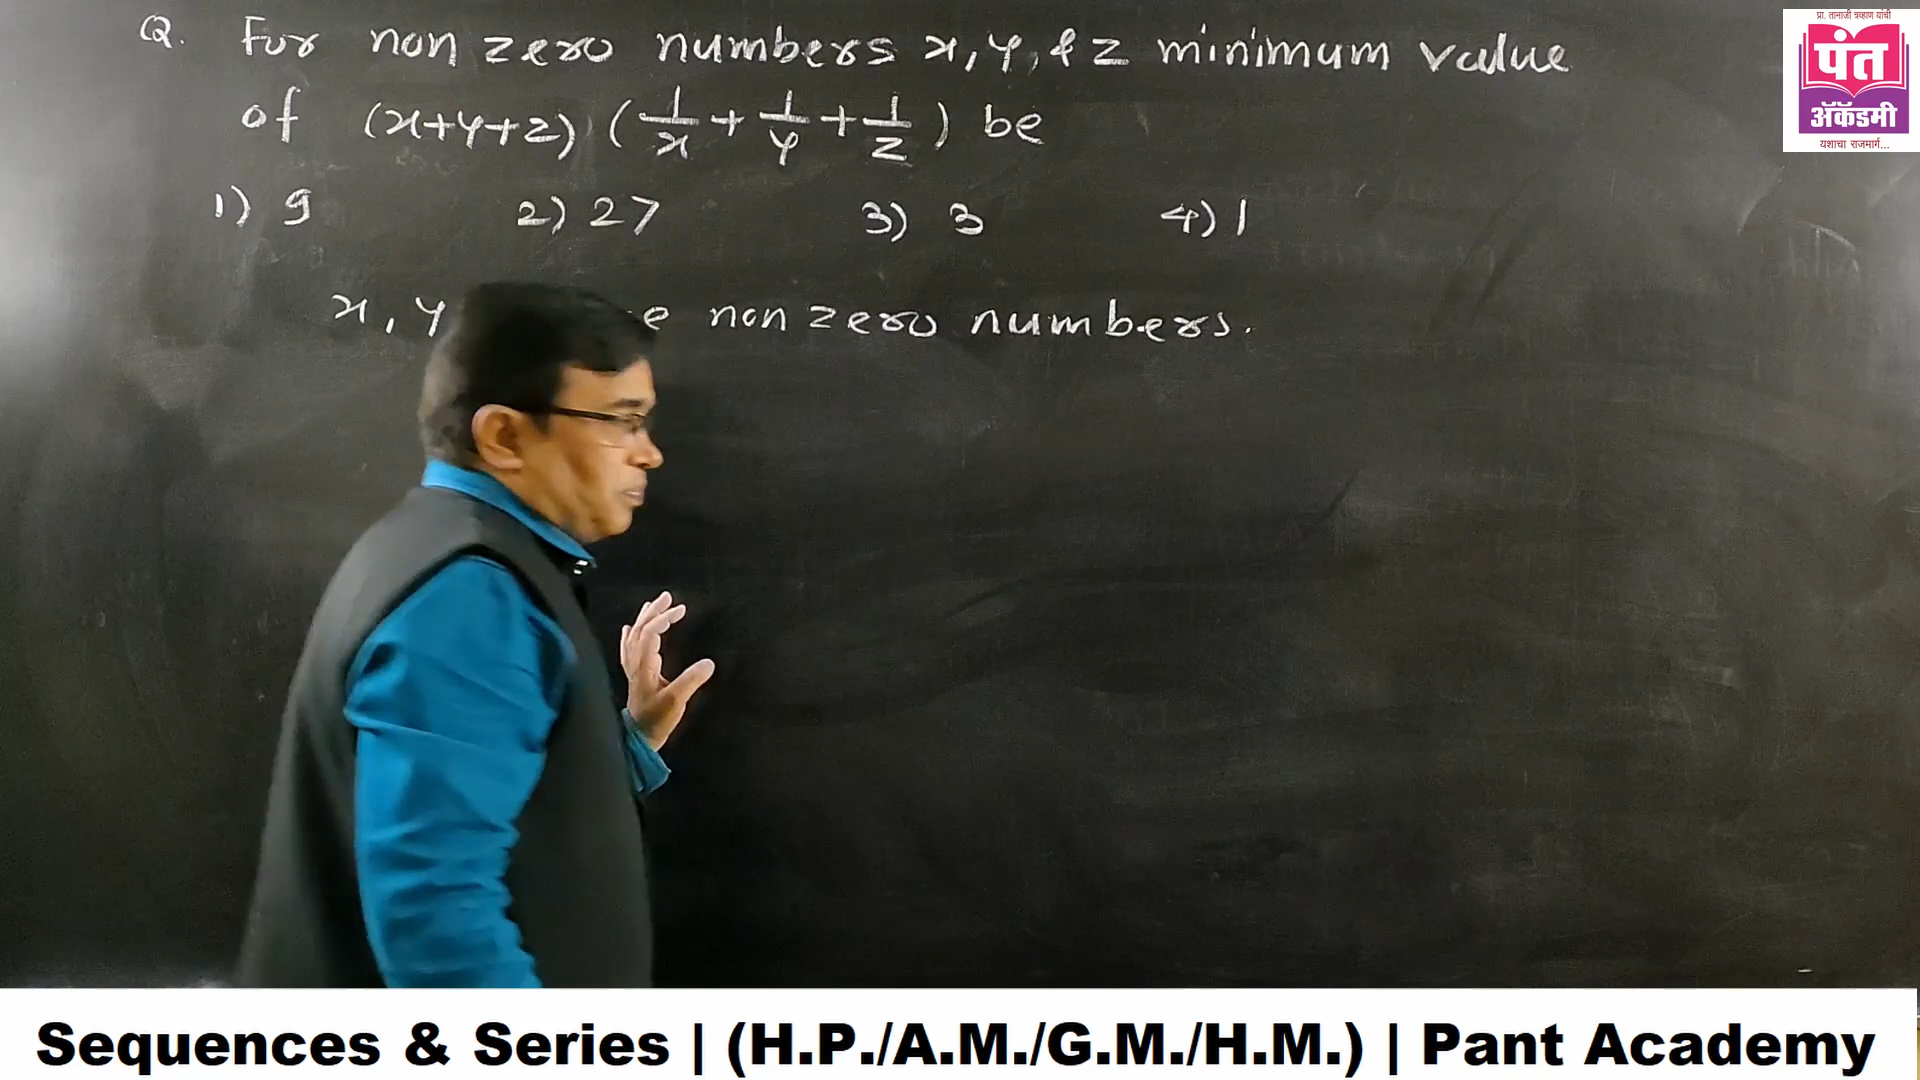 Q. For non zero numbers x, y, & z minimum value
of (x+y+z) (1/x + 1/y + 1/z) be
1) 9 2) 27 3) 3 4) 1
x, y e non zero numbers.
प्रा. तानाजी चव्हाण यांची
पंत
अॅकॅडमी
यशाचा राजमार्ग...
Sequences & Series | (H.P./A.M./G.M./H.M.) | Pant Academy